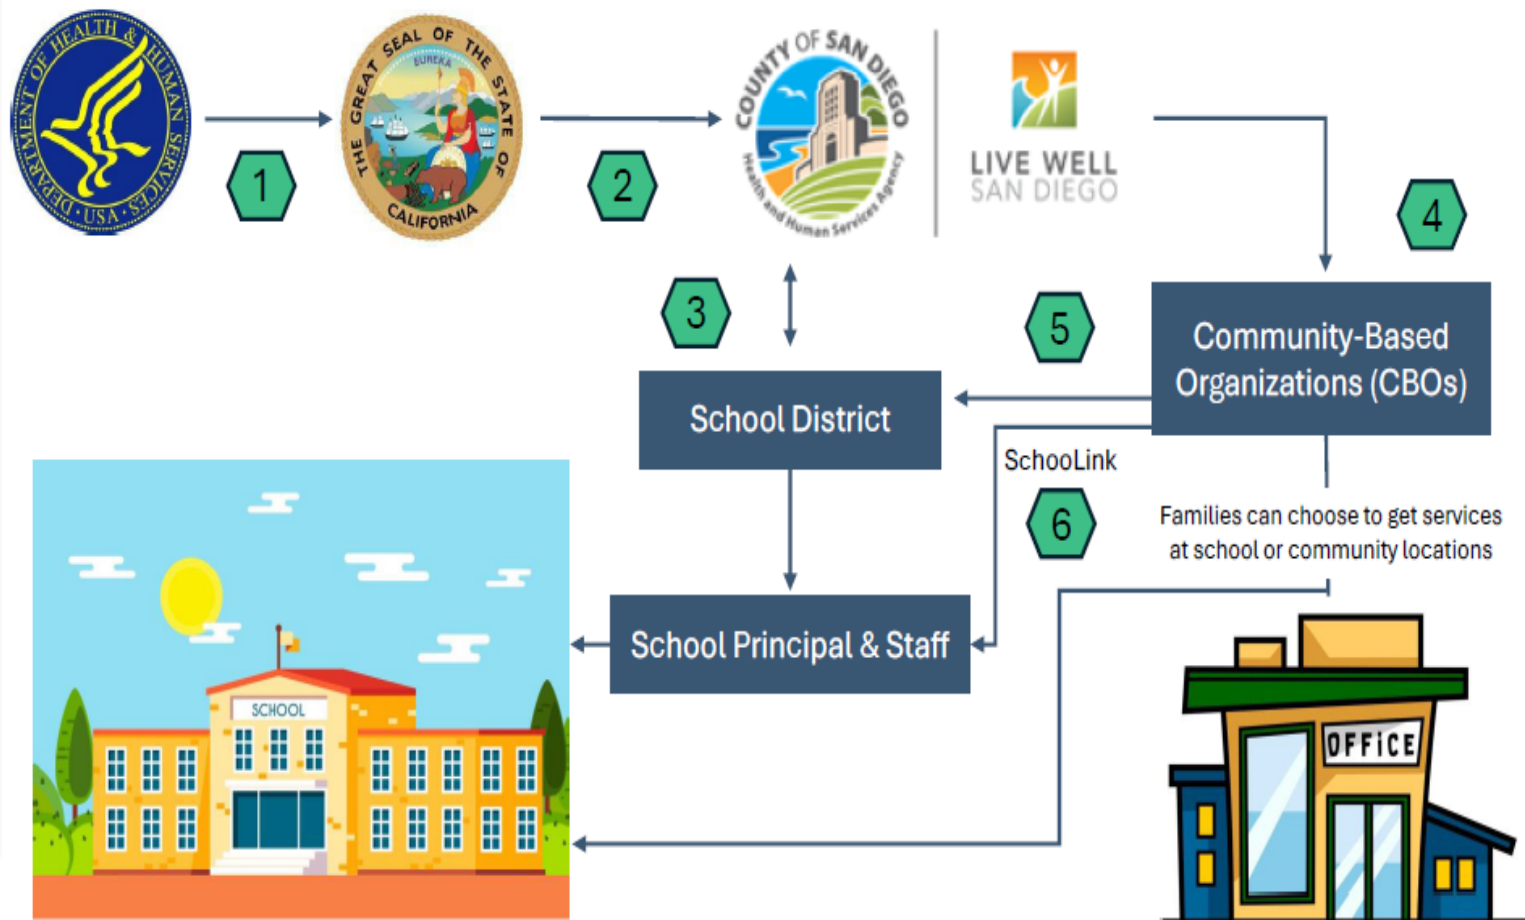 DEPARTMENT OF HEALTH & HUMAN SERVICES · USA ·
THE GREAT SEAL OF THE STATE OF
EUREKA
CALIFORNIA
COUNTY OF SAN DIEGO
Health and Human Services Agency
LIVE WELL
SAN DIEGO
1
2
3
4
5
Community-Based
Organizations (CBOs)
School District
SchooLink
6
Families can choose to get services
at school or community locations
School Principal & Staff
SCHOOL
OFFICE